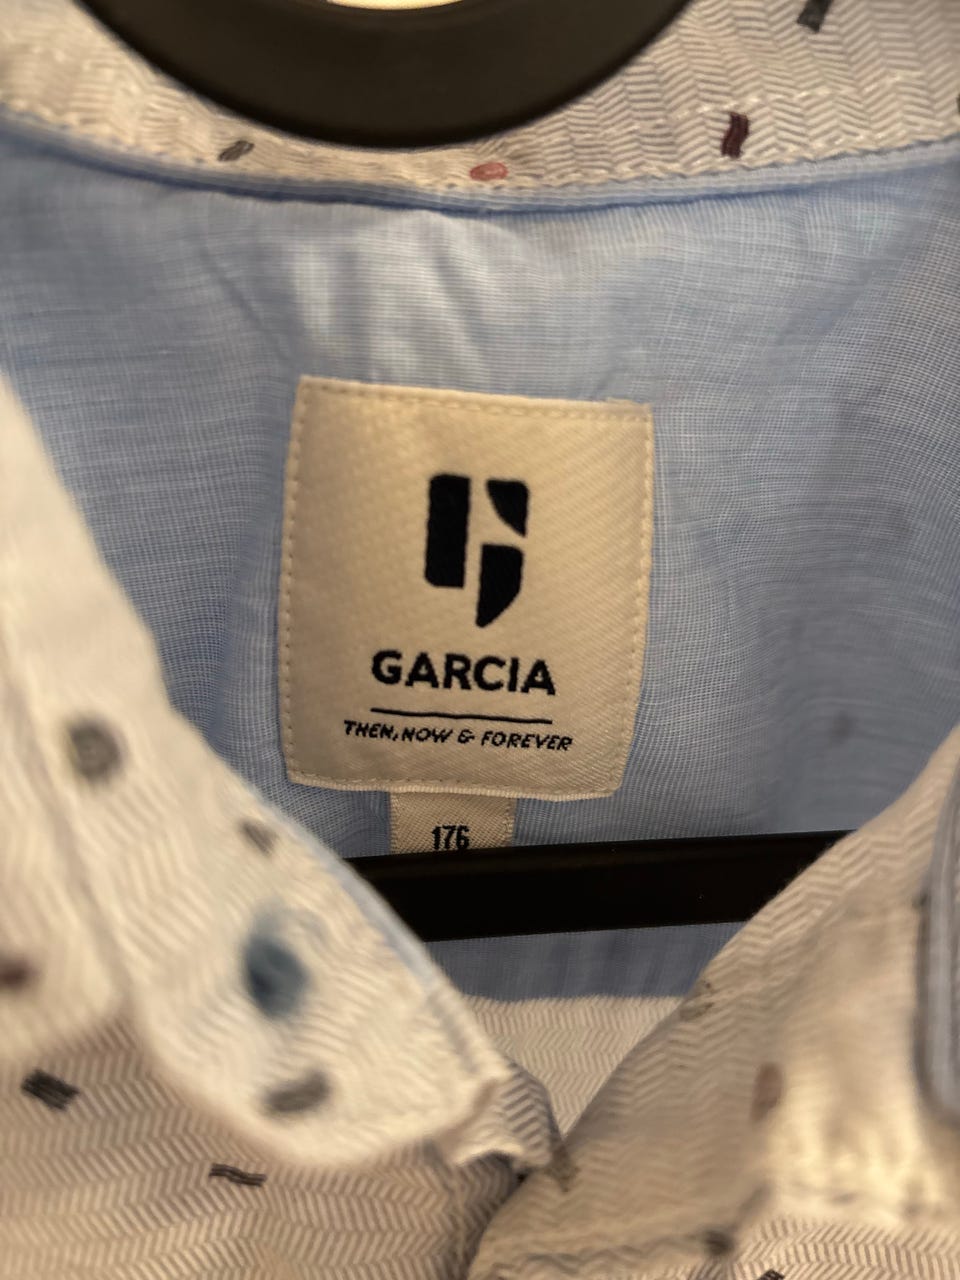 GARCIA
THEN, NOW & FOREVER
176